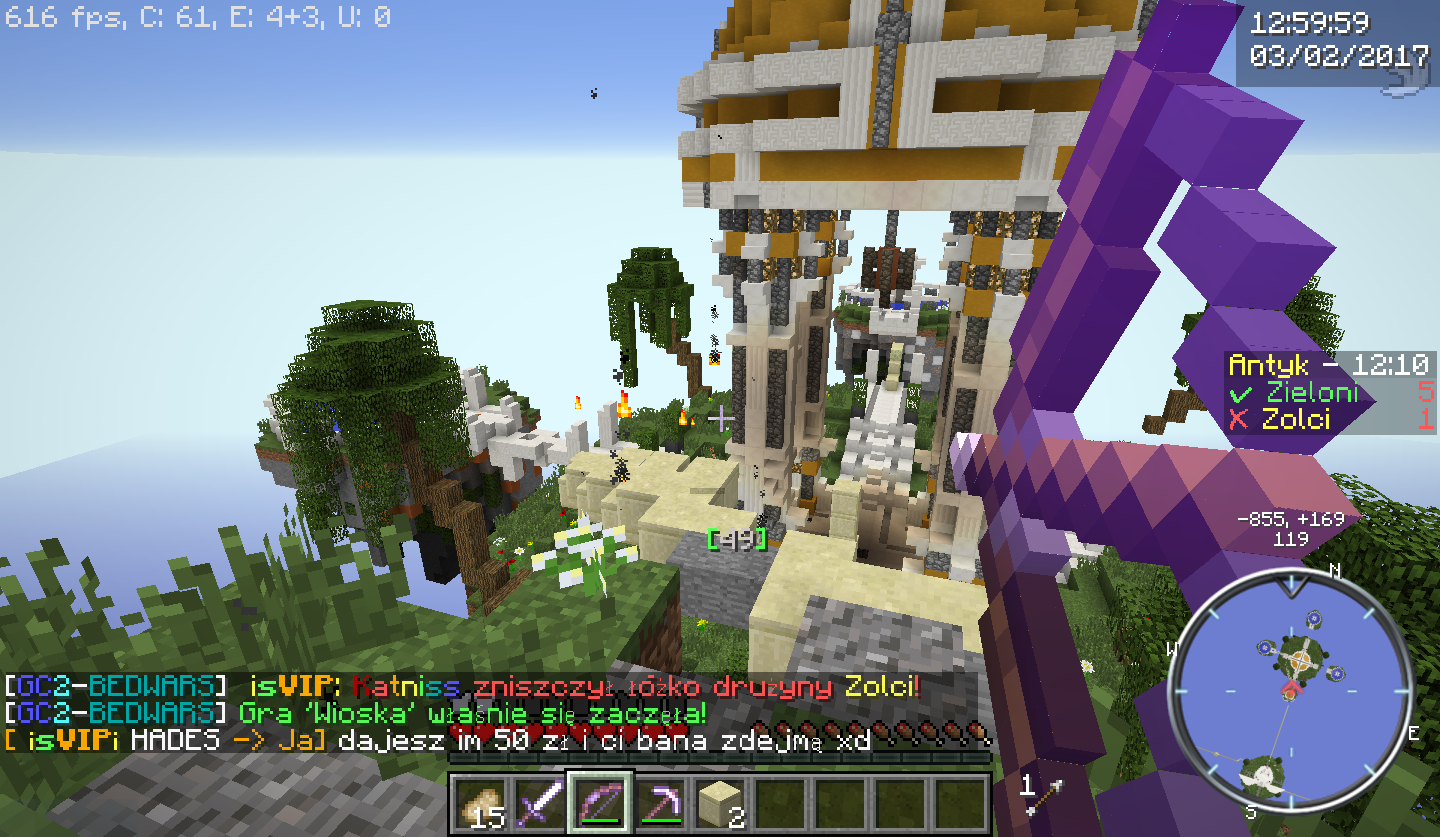 616 fps, C: 61, E: 4+3, U: 0
12:59:59
03/02/2017
Antyk - 12:10
✓ Zieloni 5
✗ Zolci 1
-855, +169
119
N
W
E
S
[49]
[GC2-BEDWARS] isVIP: Katniss zniszczył łóżko drużyny Zolci!
[GC2-BEDWARS] Gra 'Wioska' właśnie się zaczęła!
[ isVIPi HADES -> Ja] dajesz im 50 zł i ci bana zdejmą xd
15
2
1